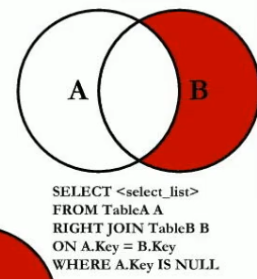 A B
SELECT <select_list>
FROM TableA A
RIGHT JOIN TableB B
ON A.Key = B.Key
WHERE A.Key IS NULL